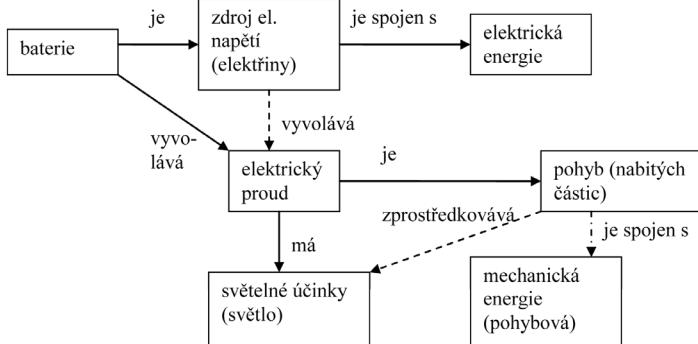 je
zdroj el.
napětí
(elektřiny)
je spojen s
elektrická
energie
baterie
vyvo-
lává
vyvolává
elektrický
proud
je
pohyb (nabitých
částic)
zprostředkovává
má
je spojen s
světelné účinky
(světlo)
mechanická
energie
(pohybová)